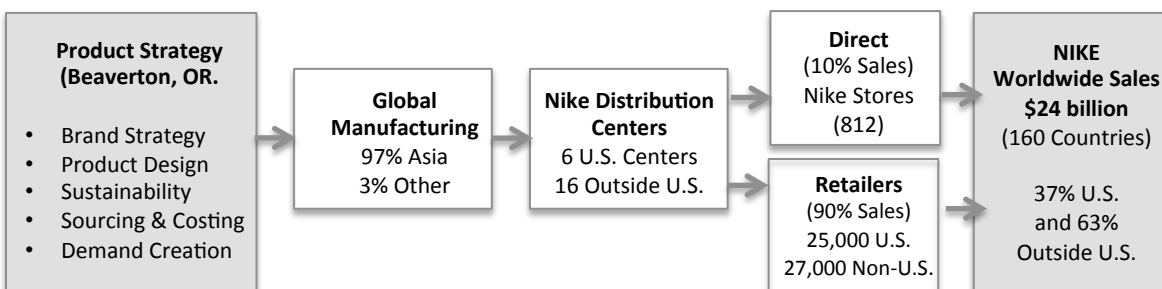 Product Strategy
(Beaverton, OR.
• Brand Strategy
• Product Design
• Sustainability
• Sourcing & Costing
• Demand Creation
Global
Manufacturing
97% Asia
3% Other
Nike Distribution
Centers
6 U.S. Centers
16 Outside U.S.
Direct
(10% Sales)
Nike Stores
(812)
Retailers
(90% Sales)
25,000 U.S.
27,000 Non-U.S.
NIKE
Worldwide Sales
$24 billion
(160 Countries)
37% U.S.
and 63%
Outside U.S.